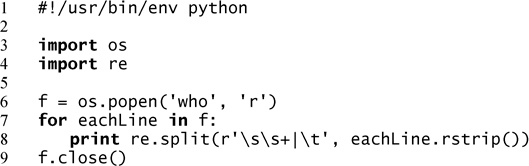 1 #!/usr/bin/env python
2
3 import os
4 import re
5
6 f = os.popen('who', 'r')
7 for eachLine in f:
8 print re.split(r'\s\s+|\t', eachLine.rstrip())
9 f.close()